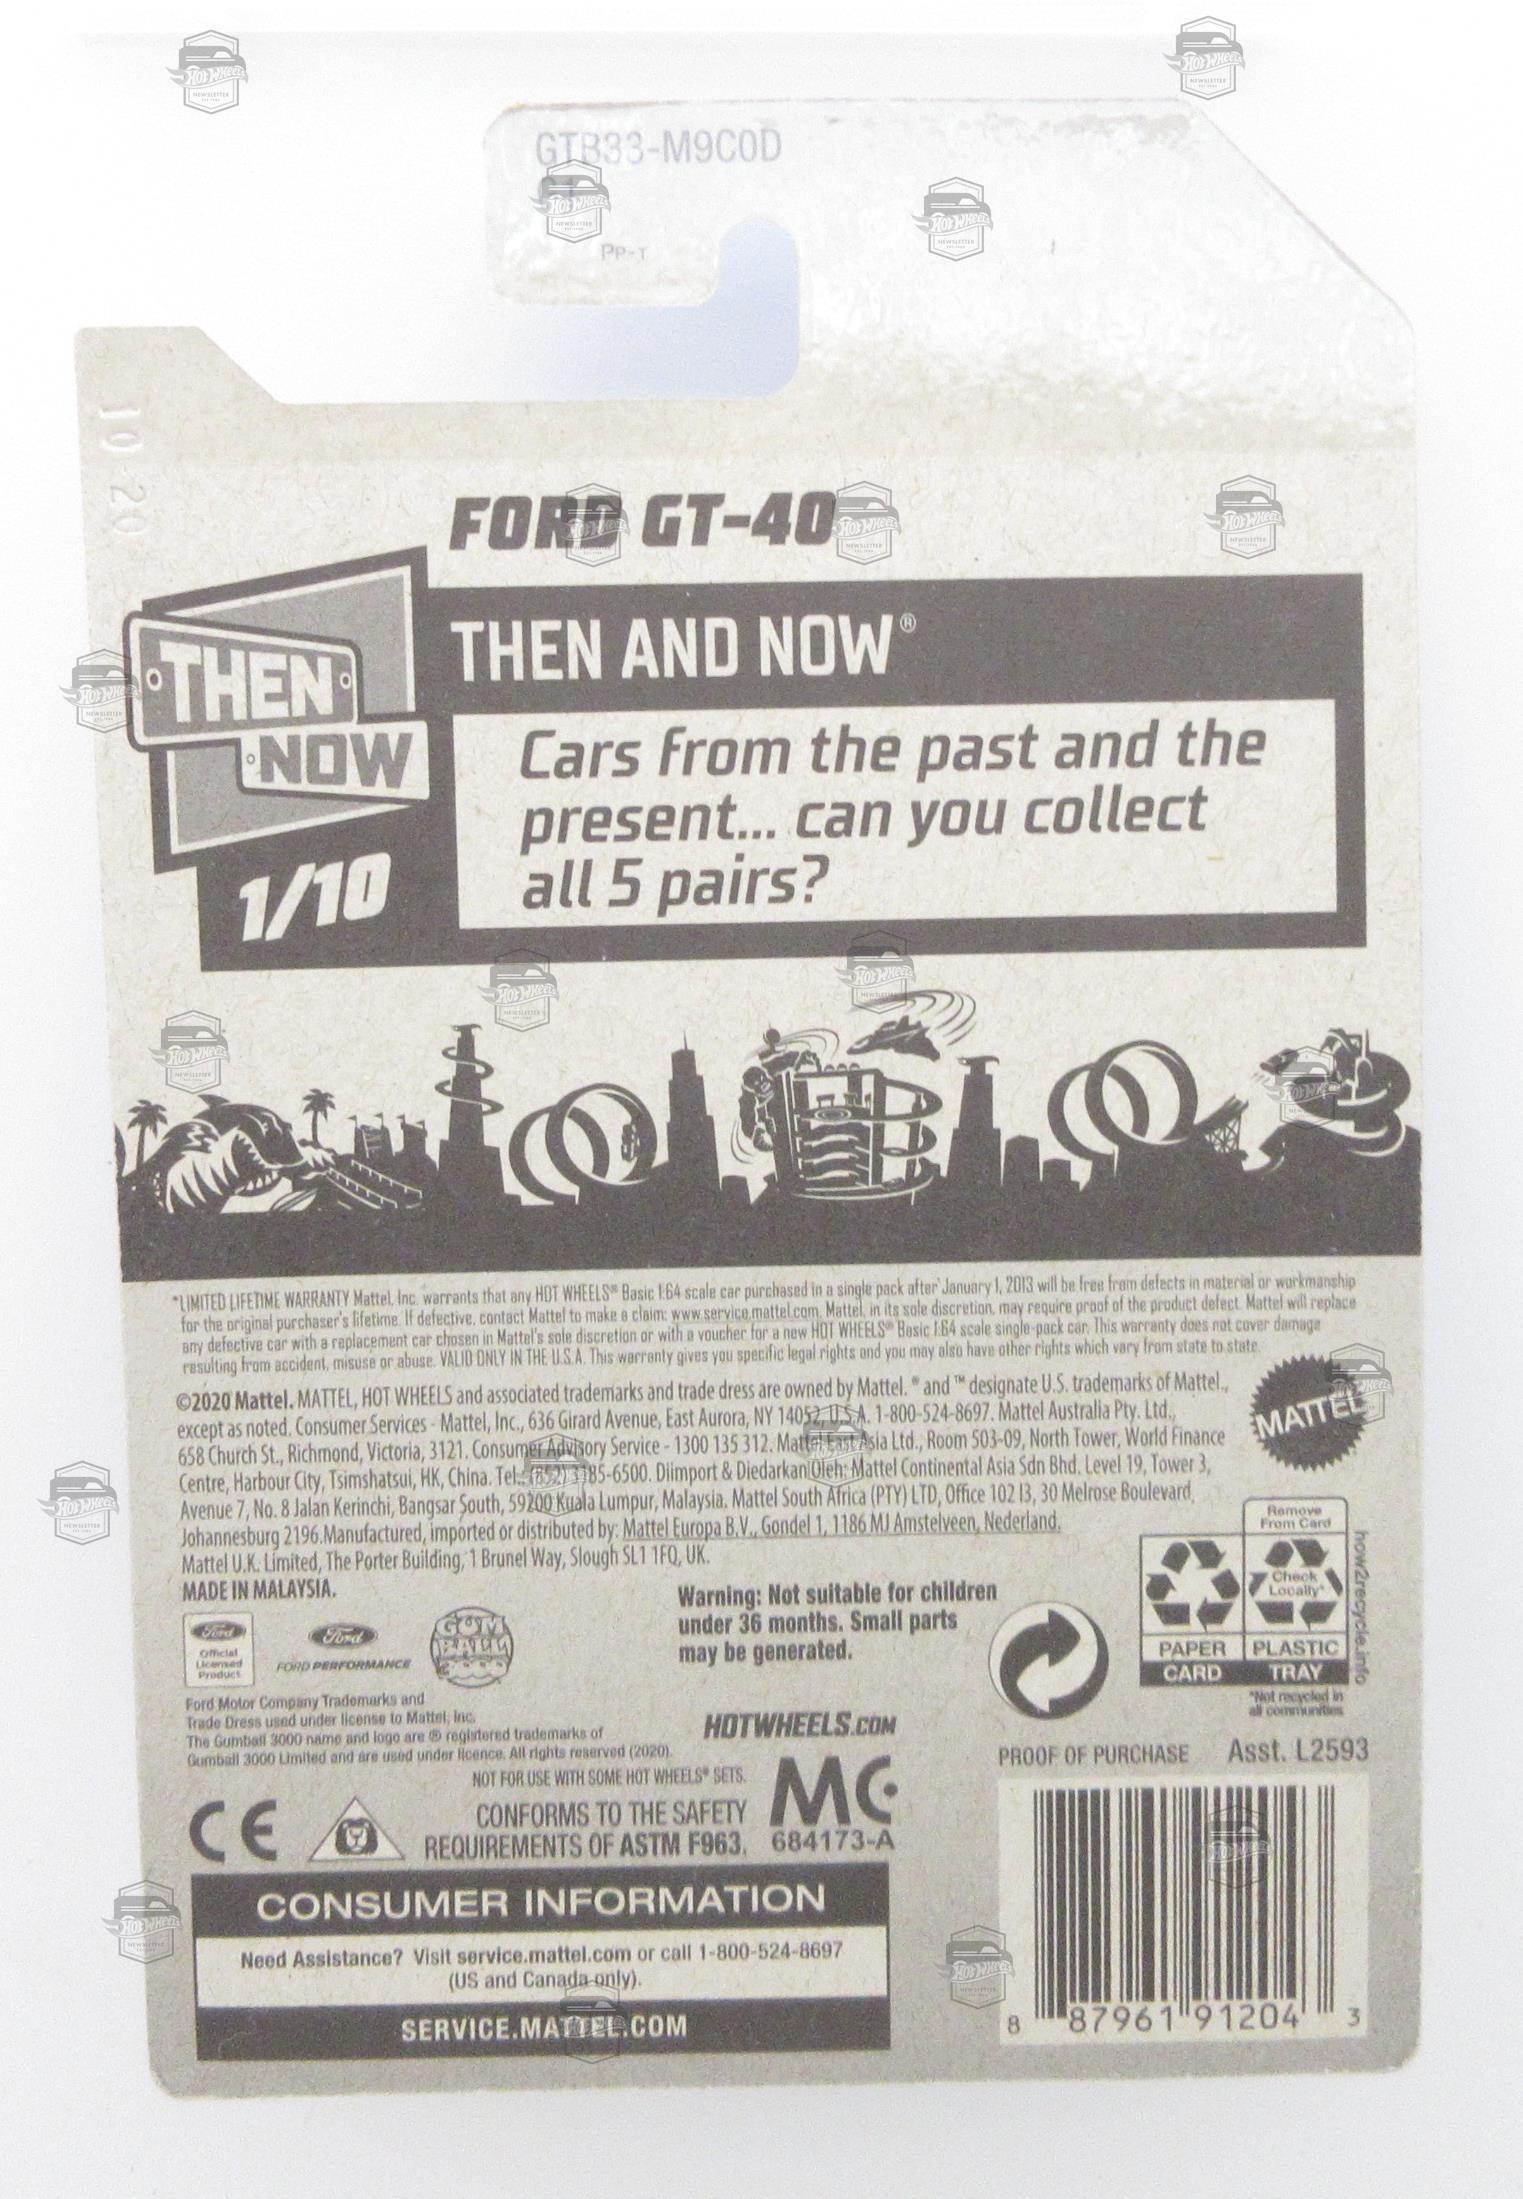 GTB33-M9C0D
PP-T
10 20
FORD GT-40
THEN AND NOW®
THEN
NOW
1/10
Cars from the past and the
present... can you collect
all 5 pairs?
*LIMITED LIFETIME WARRANTY Mattel, Inc. warrants that any HOT WHEELS® Basic 1:64 scale car purchased in a single pack after January 1, 2013 will be free from defects in material or workmanship
for the original purchaser's lifetime. If defective, contact Mattel to make a claim: www.service.mattel.com. Mattel, in its sole discretion, may require proof of the product defect. Mattel will replace
any defective car with a replacement car chosen in Mattel's sole discretion or with a voucher for a new HOT WHEELS® Basic 1:64 scale single-pack car. This warranty does not cover damage
resulting from accident, misuse or abuse. VALID ONLY IN THE U.S.A. This warranty gives you specific legal rights and you may also have other rights which vary from state to state.
©2020 Mattel. MATTEL, HOT WHEELS and associated trademarks and trade dress are owned by Mattel. ® and ™ designate U.S. trademarks of Mattel.,
except as noted. Consumer Services - Mattel, Inc., 636 Girard Avenue, East Aurora, NY 14052, U.S.A. 1-800-524-8697. Mattel Australia Pty. Ltd.,
658 Church St., Richmond, Victoria, 3121. Consumer Advisory Service - 1300 135 312. Mattel East Asia Ltd., Room 503-09, North Tower, World Finance
Centre, Harbour City, Tsimshatsui, HK, China. Tel.: (852) 3185-6500. Diimport & Diedarkan Oleh: Mattel Continental Asia Sdn Bhd. Level 19, Tower 3,
Avenue 7, No. 8 Jalan Kerinchi, Bangsar South, 59200 Kuala Lumpur, Malaysia. Mattel South Africa (PTY) LTD, Office 102 I3, 30 Melrose Boulevard,
Johannesburg 2196.Manufactured, imported or distributed by: Mattel Europa B.V., Gondel 1, 1186 MJ Amstelveen, Nederland.
Mattel U.K. Limited, The Porter Building, 1 Brunel Way, Slough SL1 1FQ, UK.
MADE IN MALAYSIA.
MATTEL
Warning: Not suitable for children
under 36 months. Small parts
may be generated.
Remove
From Card
Check
Locally*
PAPER
PLASTIC
CARD
TRAY
*Not recycled in
all communities
how2recycle.info
Ford
Official
Licensed
Product
Ford
FORD PERFORMANCE
GUM
BALL
3000
Ford Motor Company Trademarks and
Trade Dress used under license to Mattel, Inc.
The Gumball 3000 name and logo are ® registered trademarks of
Gumball 3000 Limited and are used under licence. All rights reserved (2020).
HOTWHEELS.COM
NOT FOR USE WITH SOME HOT WHEELS® SETS.
CE
CONFORMS TO THE SAFETY
REQUIREMENTS OF ASTM F963.
MC
684173-A
PROOF OF PURCHASE
Asst. L2593
8 87961 91204 3
CONSUMER INFORMATION
Need Assistance? Visit service.mattel.com or call 1-800-524-8697
(US and Canada only).
SERVICE.MATTEL.COM